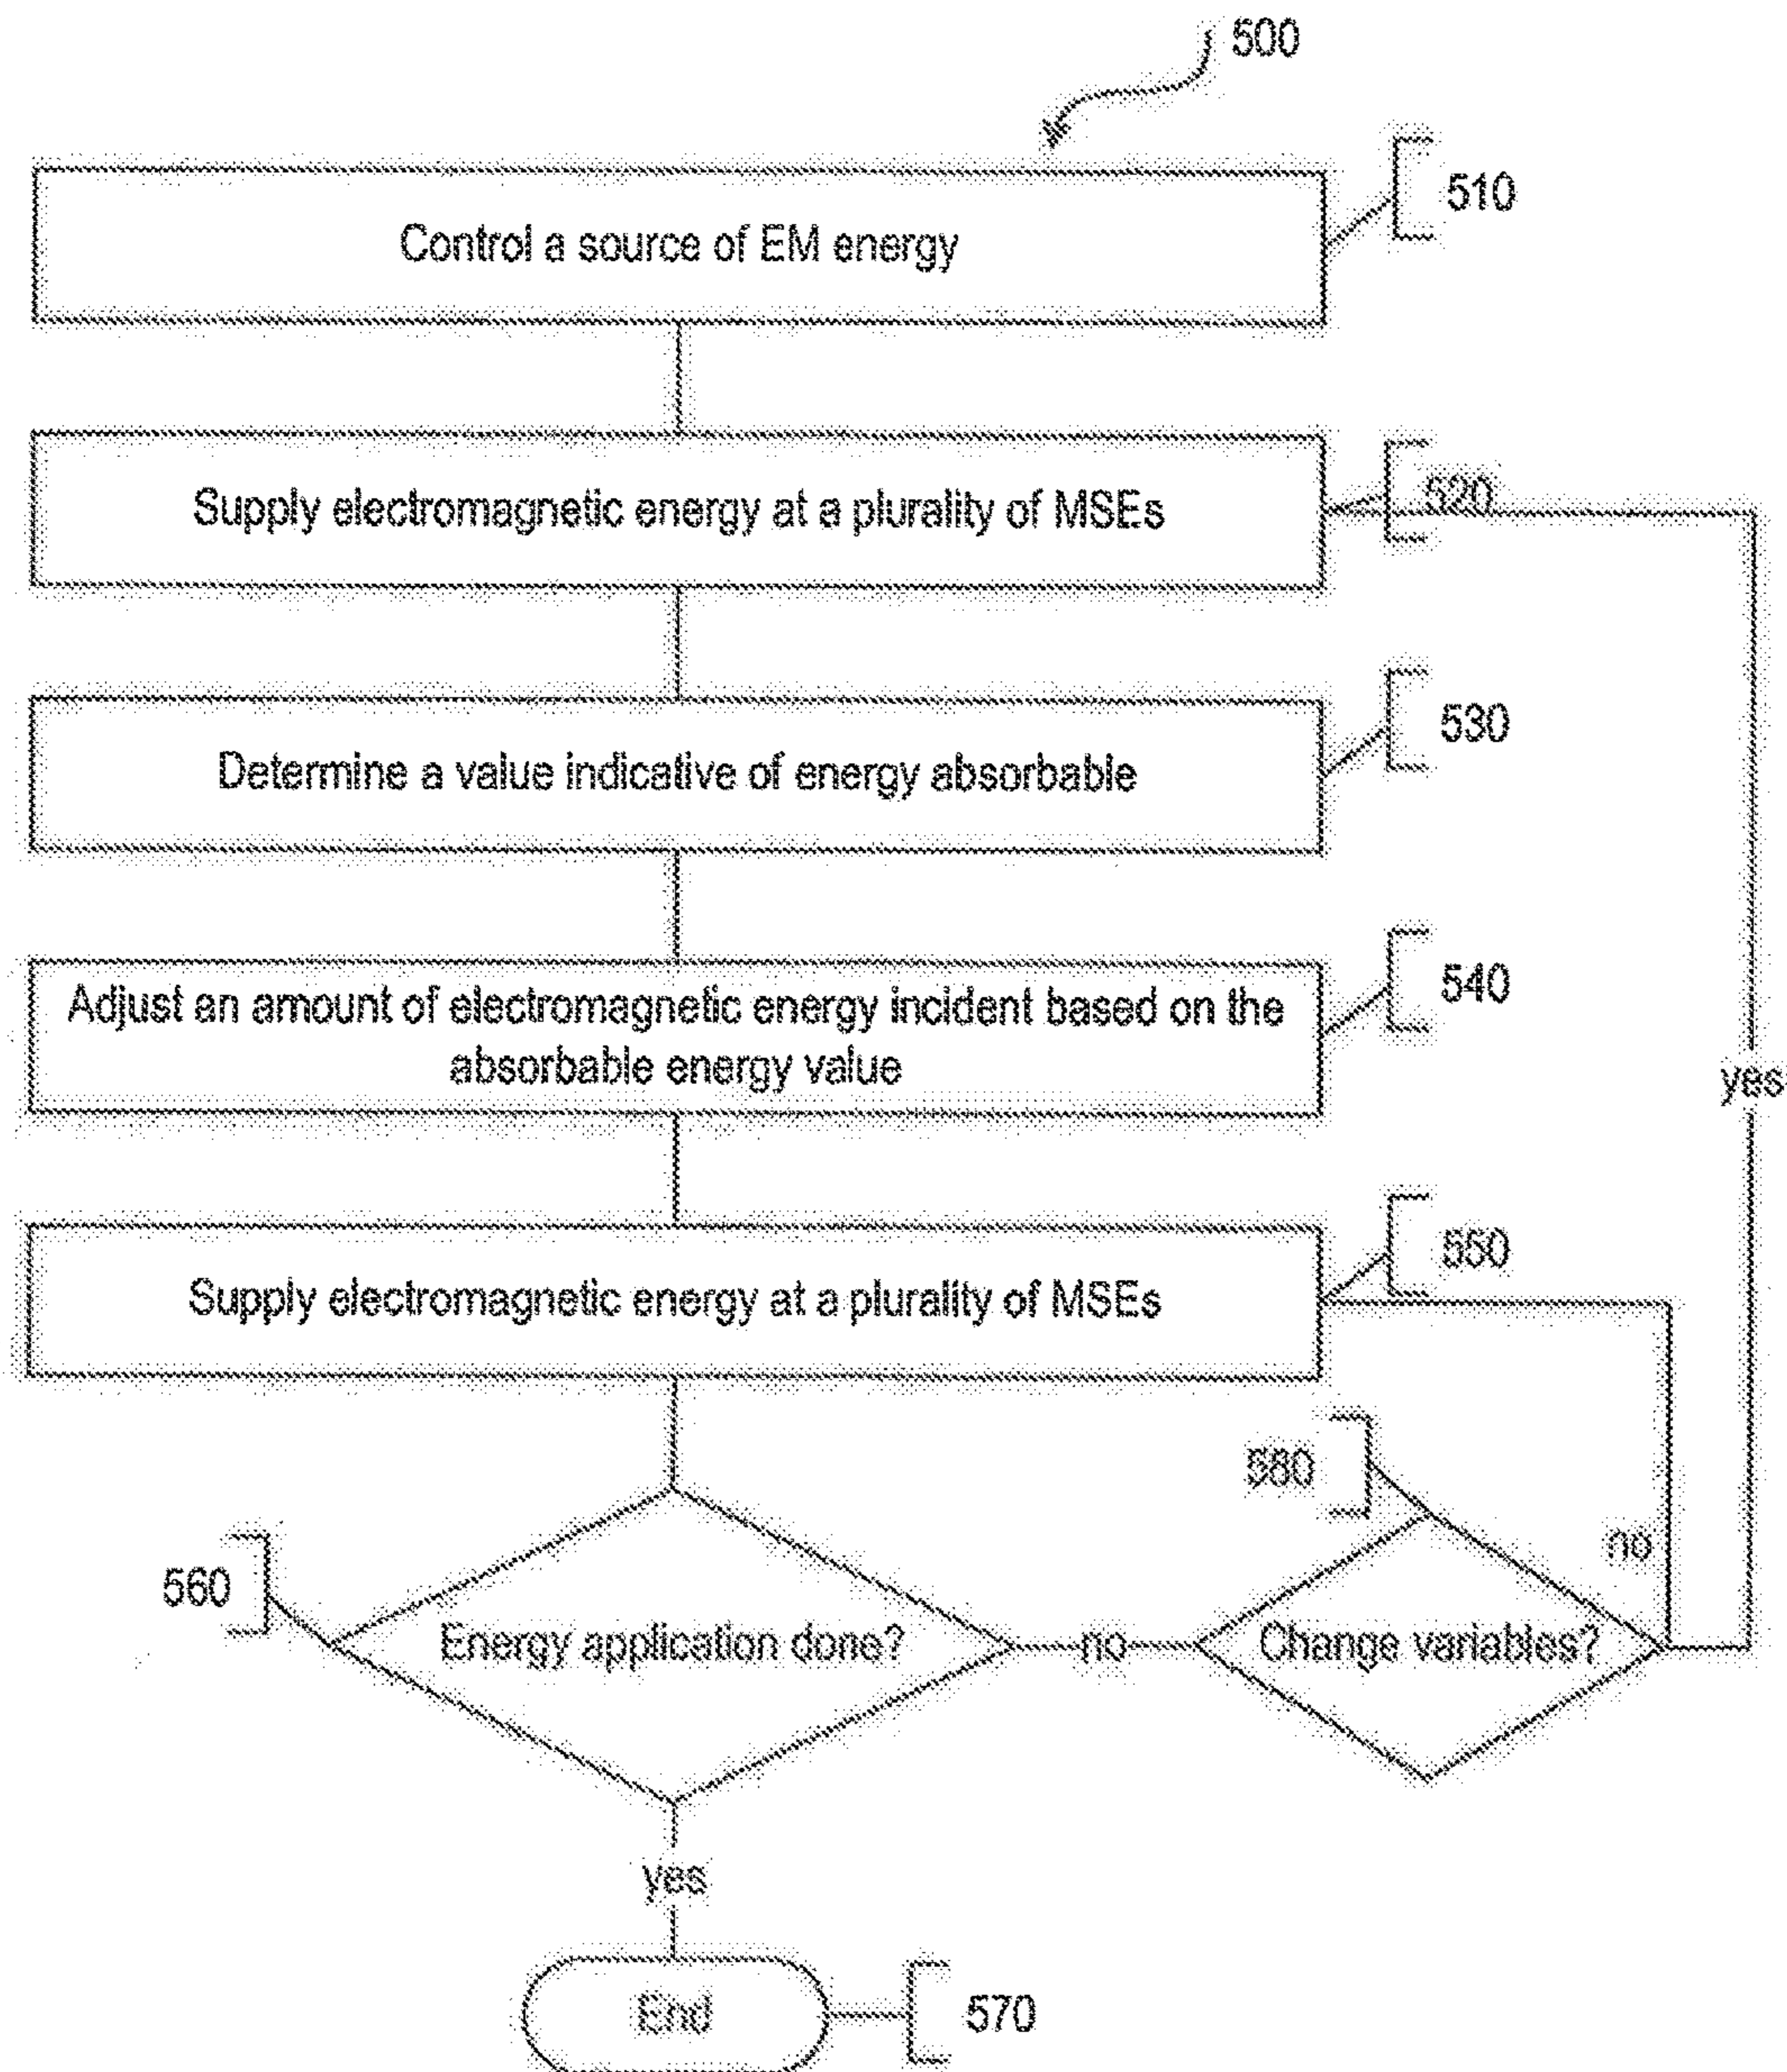 500
Control a source of EM energy
510
Supply electromagnetic energy at a plurality of MSEs
520
Determine a value indicative of energy absorbable
530
Adjust an amount of electromagnetic energy incident based on the
absorbable energy value
540
yes
Supply electromagnetic energy at a plurality of MSEs
550
580
no
560
Energy application done?
no
Change variables?
yes
End
570